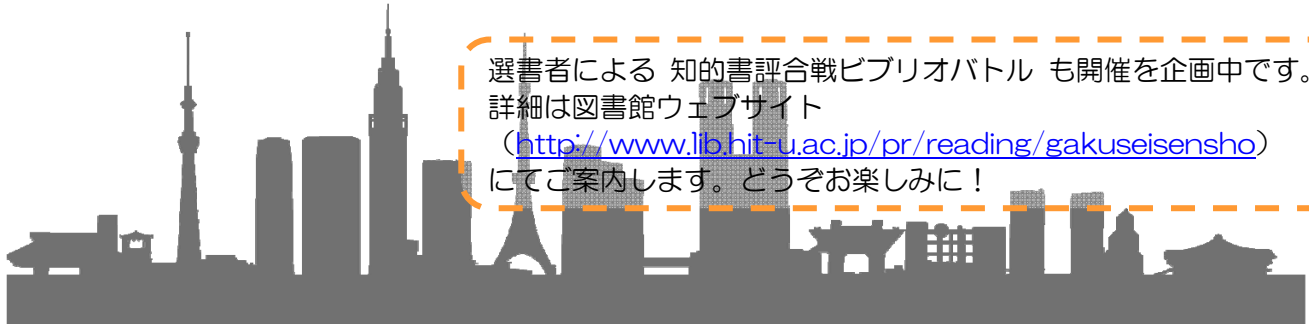 選書者による 知的書評合戦ビブリオバトル も開催を企画中です。
詳細は図書館ウェブサイト
（http://www.lib.hit-u.ac.jp/pr/reading/gakuseisensho）
にてご案内します。どうぞお楽しみに！